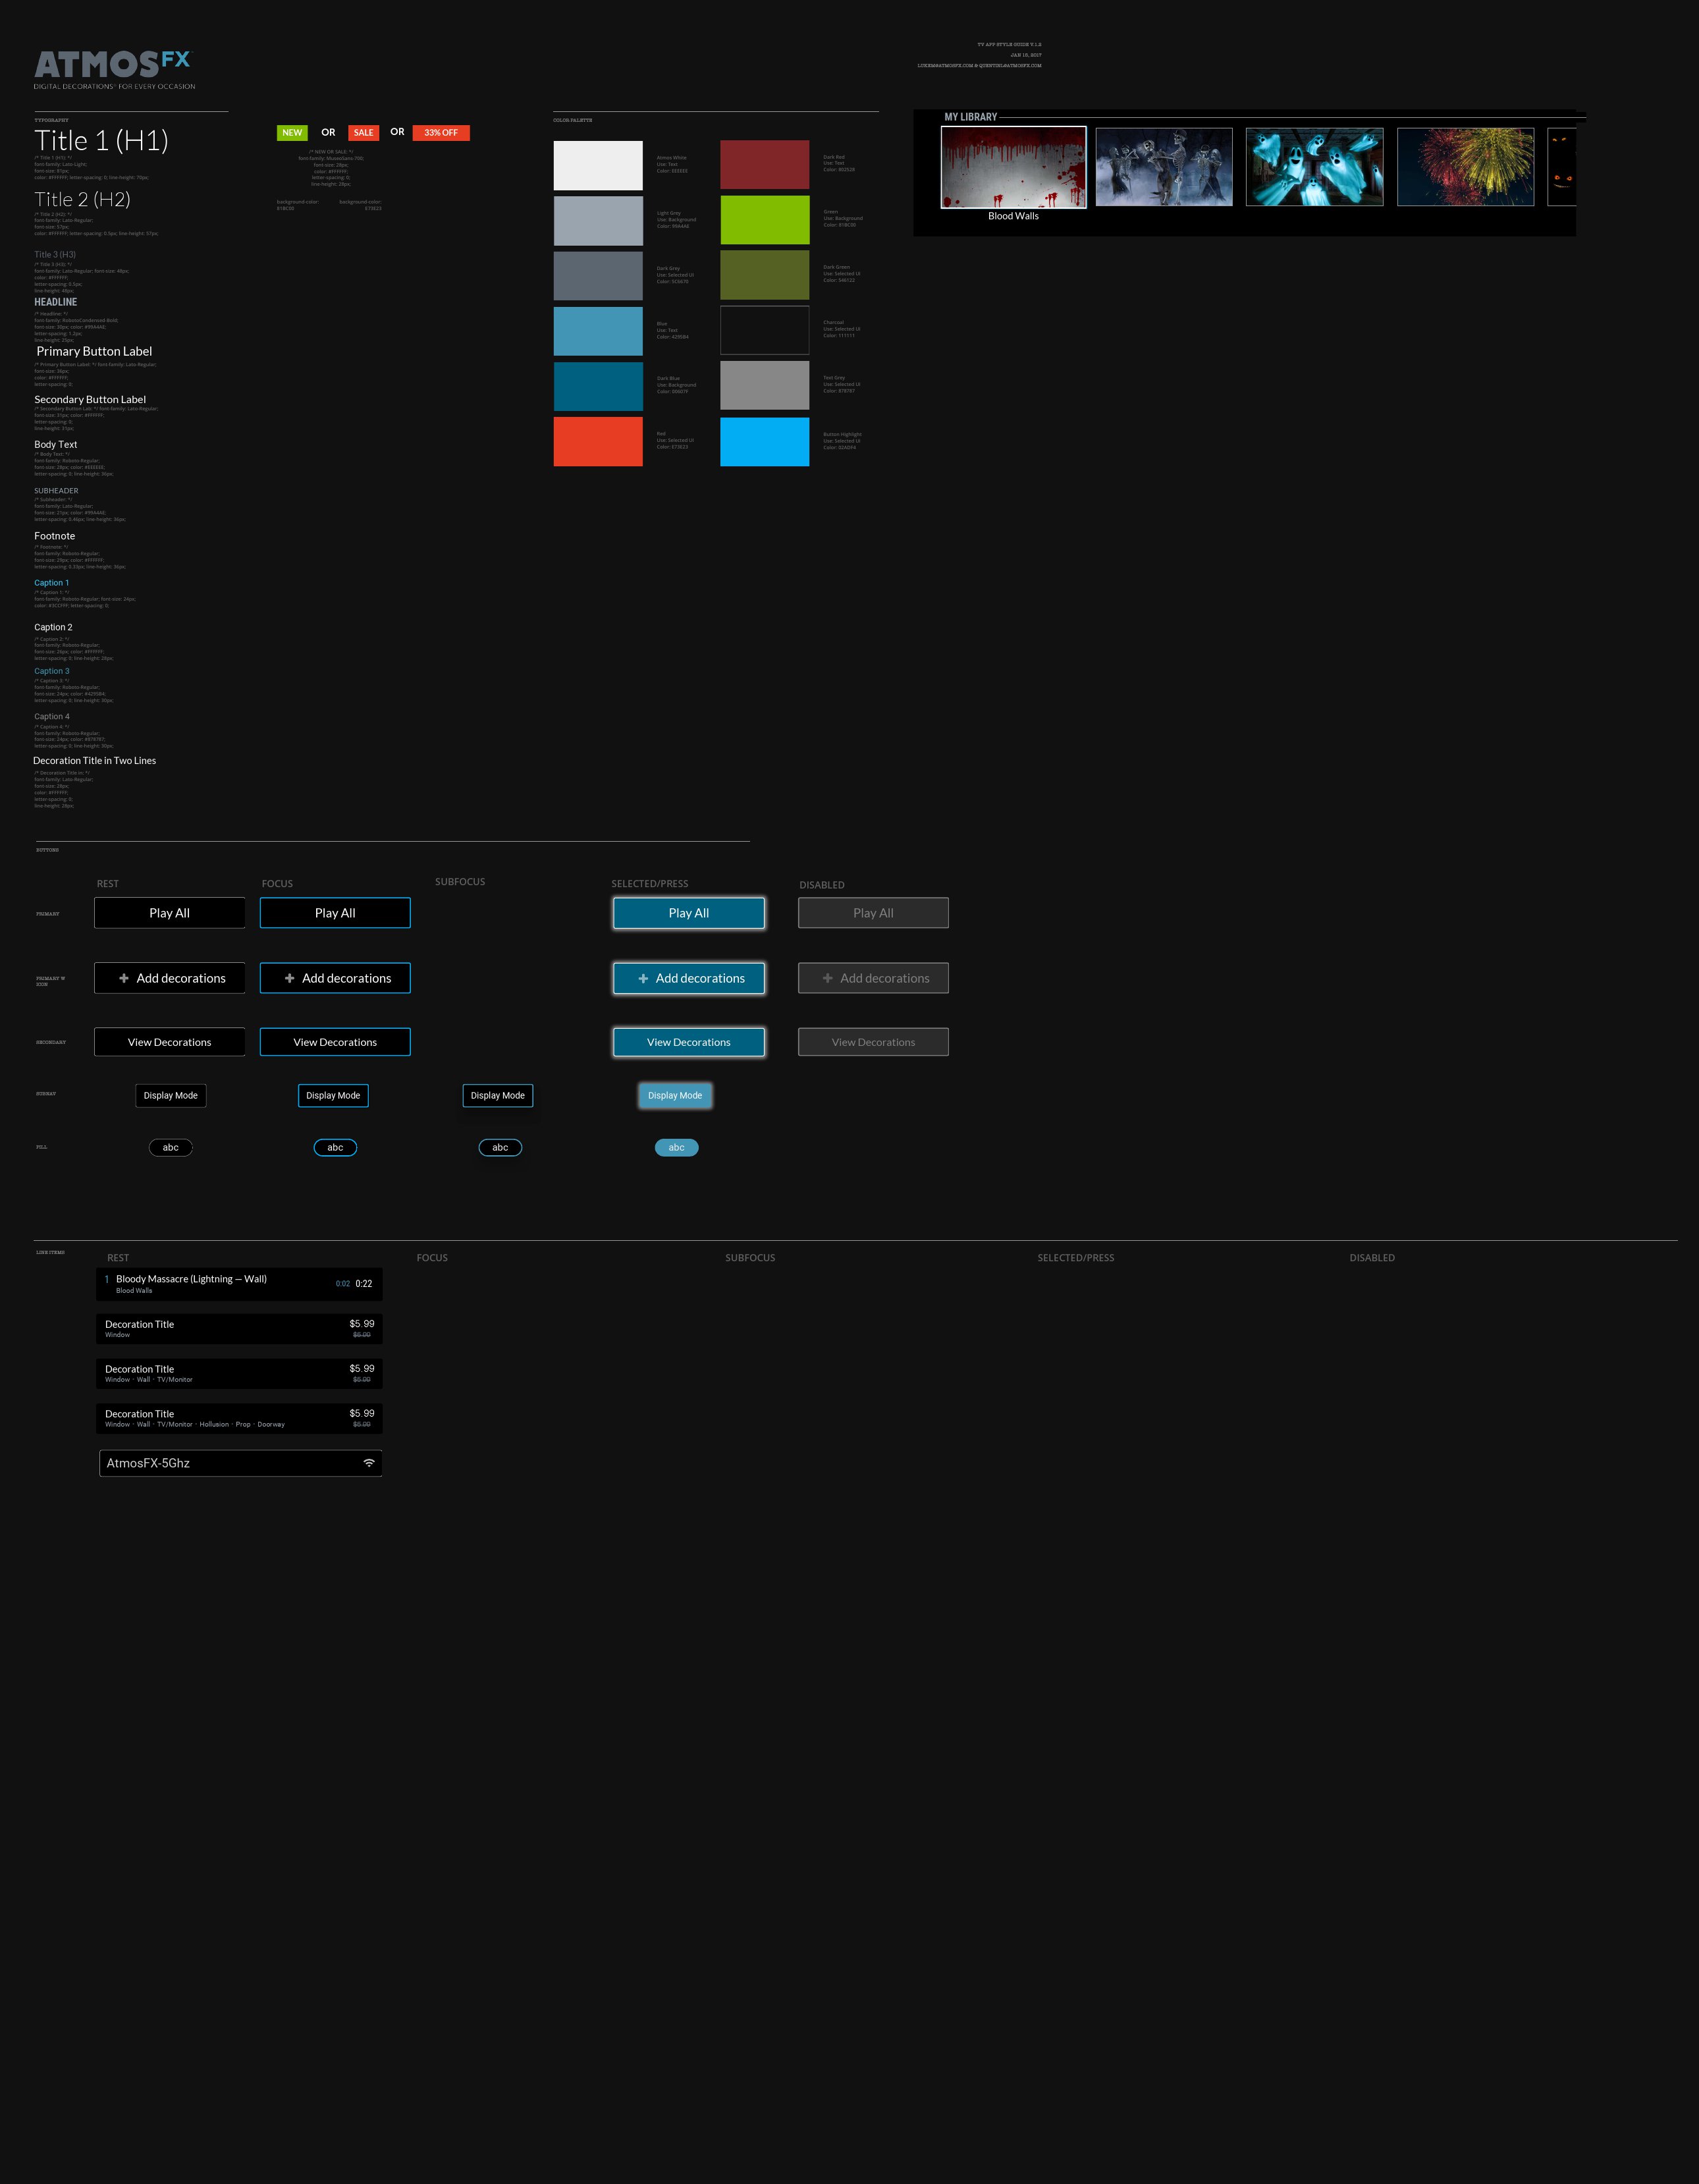 ATMOSFX
DIGITAL DECORATIONS™ FOR EVERY OCCASION
TV APP STYLE GUIDE V.1.2
TYPOGRAPHY
Title 1 (H1)
/* Title 1 (H1): */
font-family: Lato-Light;
font-size: 81px;
color: #FFFFFF; letter-spacing: 0; line-height: 70px;
Title 2 (H2)
/* Title 2 (H2): */
font-family: Lato-Regular;
font-size: 57px;
color: #FFFFFF; letter-spacing: 0.5px; line-height: 57px;
Title 3 (H3)
/* Title 3 (H3): */
font-family: Lato-Regular; font-size: 48px;
color: #FFFFFF;
letter-spacing: 0.5px;
line-height: 48px;
HEADLINE
/* Headline: */
font-family: RobotoCondensed-Bold;
font-size: 30px; color: #99A4AE;
letter-spacing: 1.2px;
line-height: 25px;
Primary Button Label
/* Primary Button Label: */ font-family: Lato-Regular;
font-size: 36px;
color: #FFFFFF;
letter-spacing: 0;
Secondary Button Label
/* Secondary Button Lab: */ font-family: Lato-Regular;
font-size: 31px; color: #FFFFFF;
letter-spacing: 0;
line-height: 31px;
Body Text
/* Body Text: */
font-family: Roboto-Regular;
font-size: 28px; color: #EEEEEE;
letter-spacing: 0; line-height: 36px;
SUBHEADER
/* Subheader: */
font-family: Lato-Regular;
font-size: 21px; color: #99A4AE;
letter-spacing: 0.46px; line-height: 36px;
Footnote
/* Footnote: */
font-family: Roboto-Regular;
font-size: 29px; color: #FFFFFF;
letter-spacing: 0.33px; line-height: 36px;
Caption 1
/* Caption 1: */
font-family: Roboto-Regular; font-size: 24px;
color: #3CCFFF; letter-spacing: 0;
Caption 2
/* Caption 2: */
font-family: Roboto-Regular;
font-size: 26px; color: #FFFFFF;
letter-spacing: 0; line-height: 28px;
Caption 3
/* Caption 3: */
font-family: Roboto-Regular;
font-size: 24px; color: #4295B4;
letter-spacing: 0; line-height: 30px;
Caption 4
/* Caption 4: */
font-family: Roboto-Regular;
font-size: 24px; color: #878787;
letter-spacing: 0; line-height: 30px;
Decoration Title in Two Lines
/* Decoration Title in: */
font-family: Lato-Regular;
font-size: 28px;
color: #FFFFFF;
letter-spacing: 0;
line-height: 28px;
NEW OR SALE OR 33% OFF
/* NEW OR SALE: */
font-size: 29px;
color: #FFFFFF;
letter-spacing: 0;
line-height: 28px;
background-color: background-color:
818C00 E73E23
COLOR PALETTE
Atmos White
Use: Text
Color: EEEEEE
Dark Red
Use: Text
Color: 802528
Light Grey
Use: Background
Color: 99A4AE
Green
Use: Background
Color: 818C00
Dark Grey
Use: Selected UI
Color: 5C6670
Dark Green
Use: Selected UI
Color: 546122
Blue
Use: Text
Color: 4295B4
Charcoal
Use: Selected UI
Color: 111111
Dark Blue
Use: Background
Color: 00607F
Text Grey
Use: Selected UI
Color: 878787
Red
Use: Selected UI
Color: E73E23
Button Highlight
Use: Selected UI
Color: 02ADF4
MY LIBRARY
Blood Walls
BUTTONS
REST FOCUS SUBFOCUS SELECTED/PRESS DISABLED
PRIMARY
Play All Play All Play All Play All
PRIMARY W
ICON
Add decorations Add decorations Add decorations Add decorations
SECONDARY
View Decorations View Decorations View Decorations View Decorations
SUBNAV
Display Mode Display Mode Display Mode Display Mode
PILL
abc abc abc abc
LINE ITEMS
REST FOCUS SUBFOCUS SELECTED/PRESS DISABLED
1 Bloody Massacre (Lightning — Wall) 0:02 0:22
Blood Walls
Decoration Title $5.99
Window $6.00
Decoration Title $5.99
Window · Wall · TV/Monitor $6.00
Decoration Title $5.99
Window · Wall · TV/Monitor · Hollusion · Prop · Doorway $6.00
AtmosFX-5Ghz